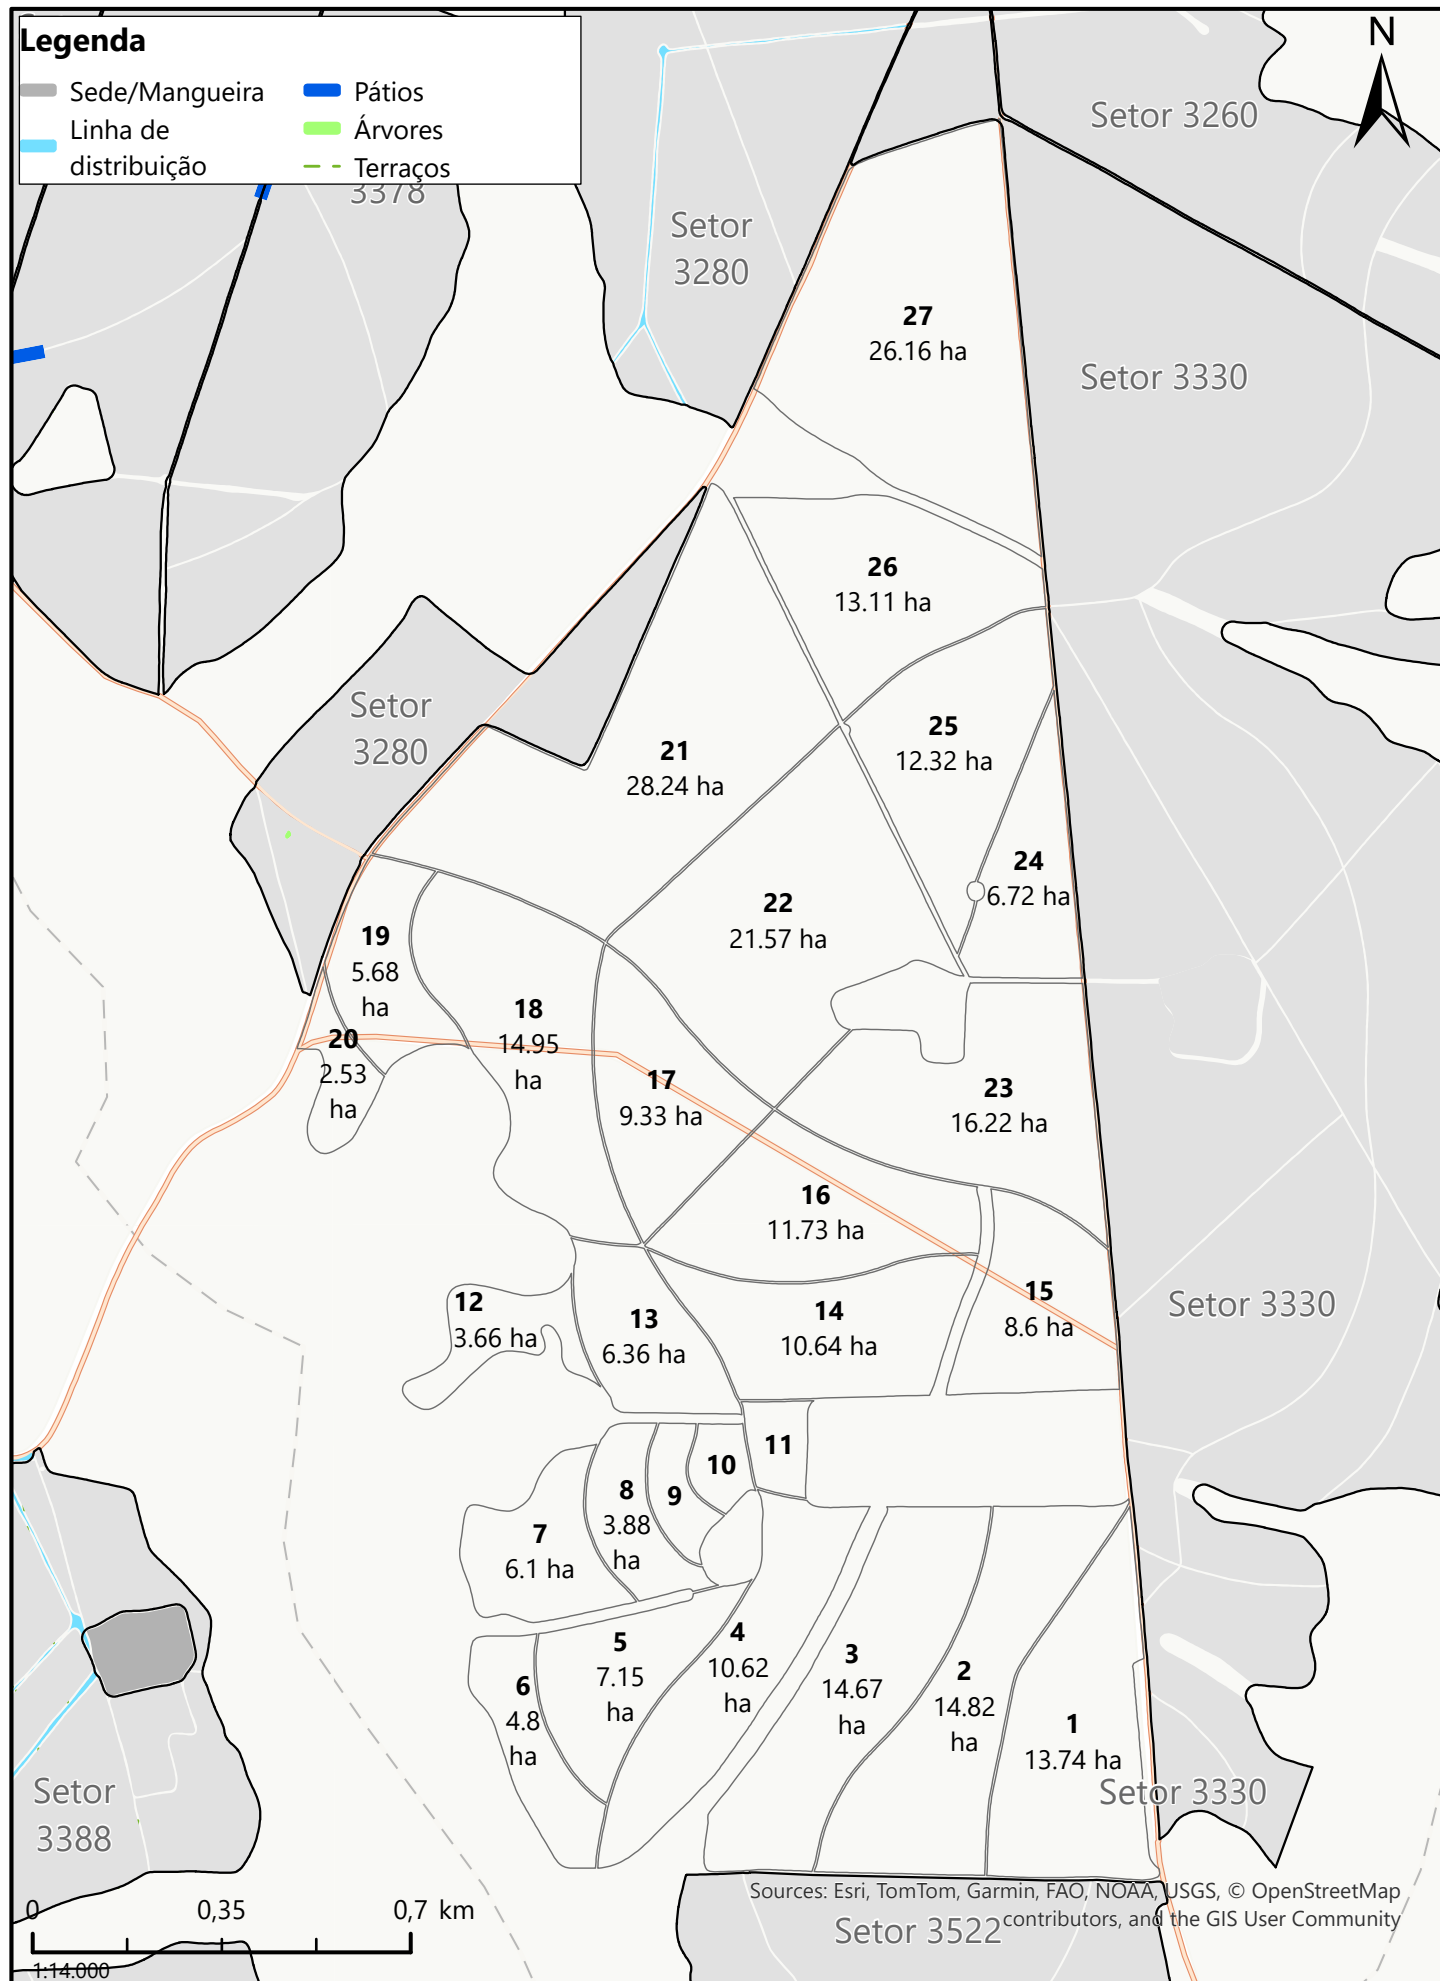 Legenda
Sede/Mangueira
Linha de
distribuição
Pátios
Árvores
Terraços
N
Setor 3260
3378
Setor
3280
27
26.16 ha
Setor 3330
26
13.11 ha
Setor
3280
21
28.24 ha
25
12.32 ha
24
6.72 ha
22
21.57 ha
19
5.68
ha
18
14.95
ha
20
2.53
ha
17
9.33 ha
23
16.22 ha
16
11.73 ha
15
8.6 ha
Setor 3330
12
3.66 ha
13
6.36 ha
14
10.64 ha
11
10
9
8
3.88
ha
7
6.1 ha
6
4.8
ha
5
7.15
ha
4
10.62
ha
3
14.67
ha
2
14.82
ha
1
13.74 ha
Setor 3330
Setor
3388
Setor 3522
0 0,35 0,7 km
1:14.000
Sources: Esri, TomTom, Garmin, FAO, NOAA, USGS, © OpenStreetMap
contributors, and the GIS User Community